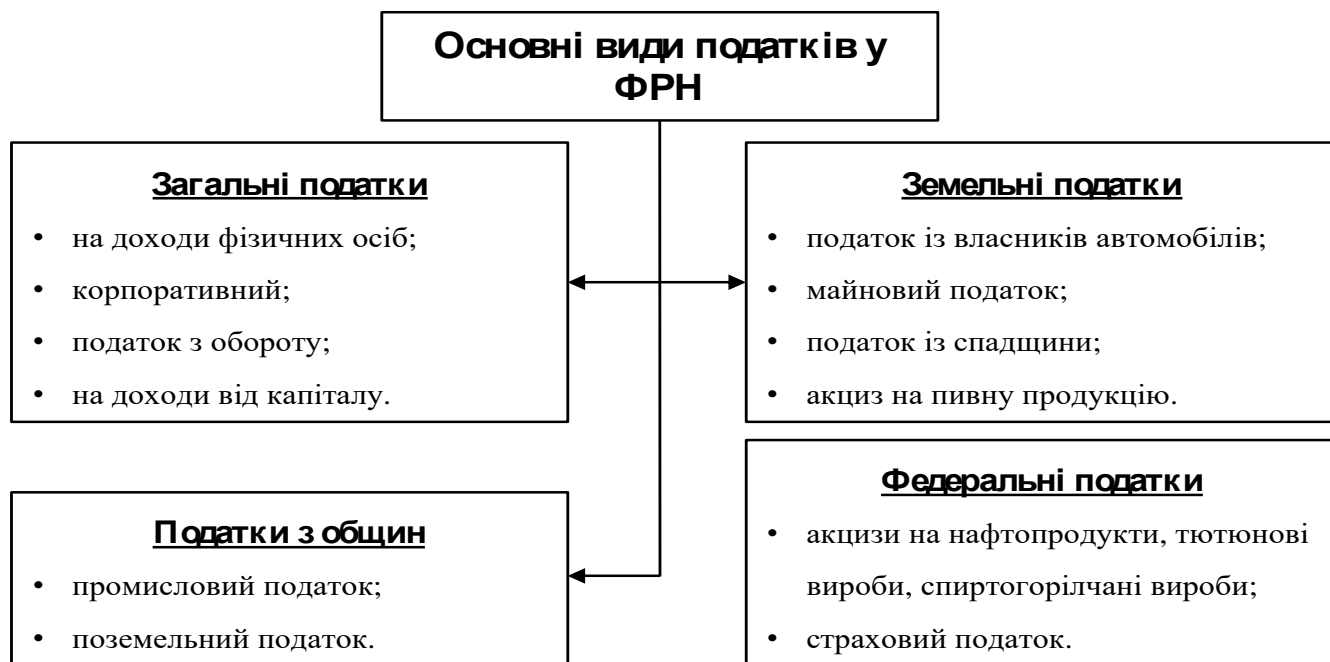 Основні види податків у
ФРН
Загальні податки
• на доходи фізичних осіб;
• корпоративний;
• податок з обороту;
• на доходи від капіталу.
Земельні податки
• податок із власників автомобілів;
• майновий податок;
• податок із спадщини;
• акциз на пивну продукцію.
Податки з общин
• промисловий податок;
• поземельний податок.
Федеральні податки
• акцизи на нафтопродукти, тютюнові
вироби, спиртогорілчані вироби;
• страховий податок.